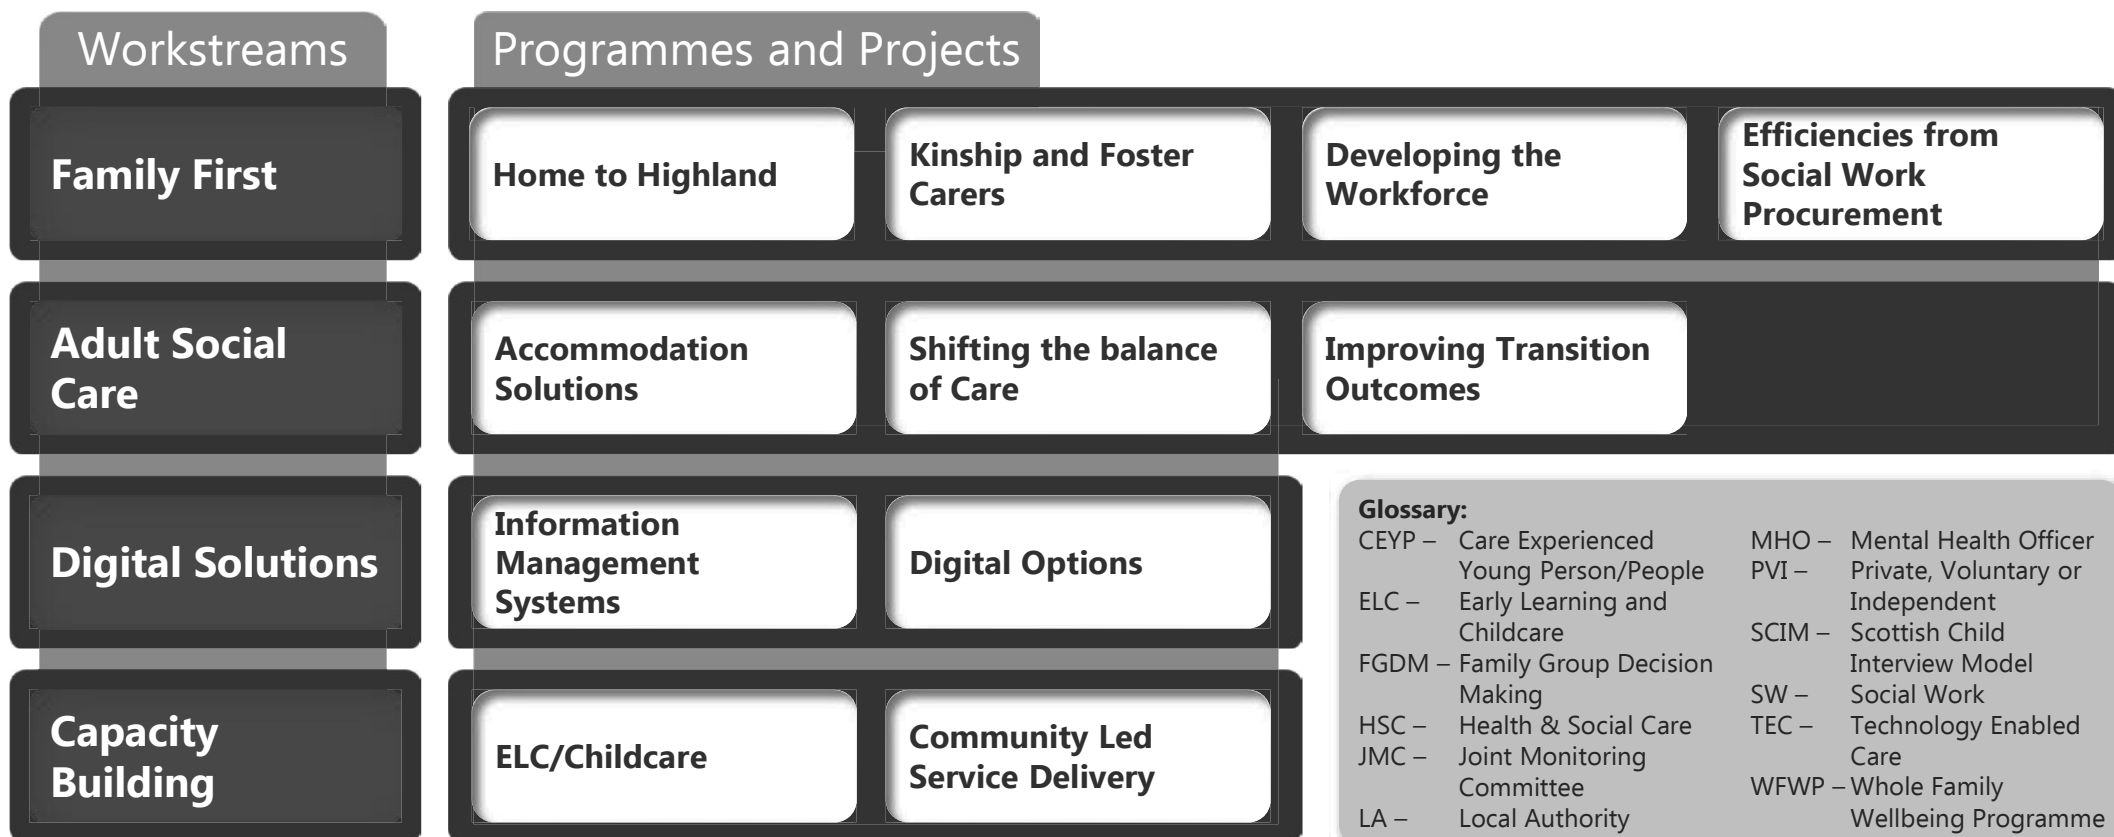 Workstreams
Programmes and Projects
Family First
Home to Highland
Kinship and Foster
Carers
Developing the
Workforce
Efficiencies from
Social Work
Procurement
Adult Social
Care
Accommodation
Solutions
Shifting the balance
of Care
Improving Transition
Outcomes
Digital Solutions
Information
Management
Systems
Digital Options
Capacity
Building
ELC/Childcare
Community Led
Service Delivery
Glossary:
CEYP – Care Experienced
Young Person/People
ELC – Early Learning and
Childcare
FGDM – Family Group Decision
Making
HSC – Health & Social Care
JMC – Joint Monitoring
Committee
LA – Local Authority
MHO – Mental Health Officer
PVI – Private, Voluntary or
Independent
SCIM – Scottish Child
Interview Model
SW – Social Work
TEC – Technology Enabled
Care
WFWP – Whole Family
Wellbeing Programme